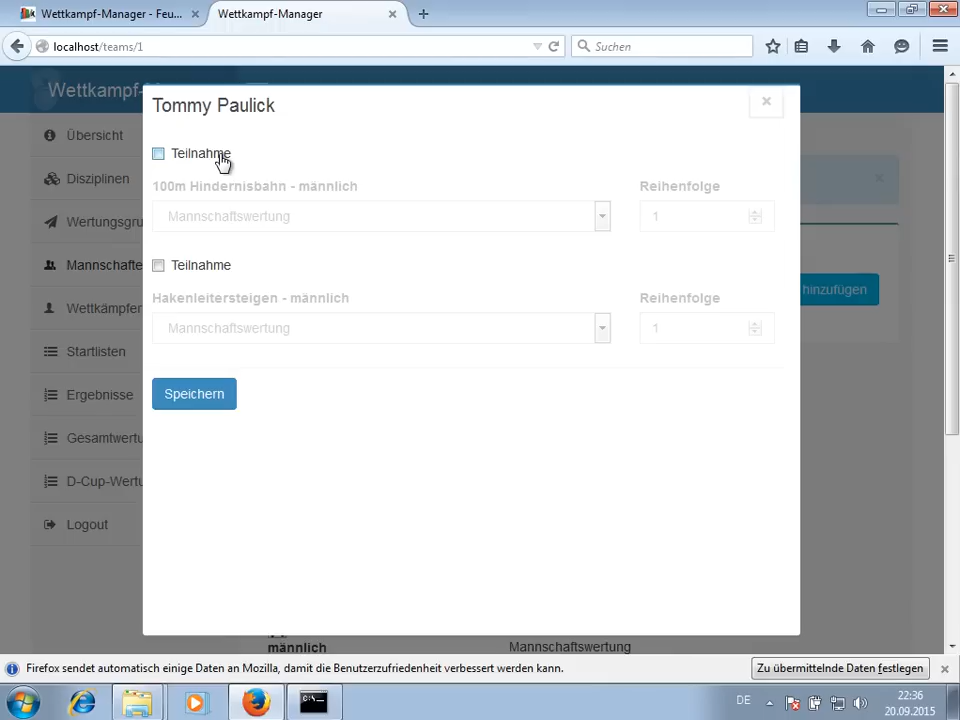 Wettkampf-Manager - Feu...
Wettkampf-Manager
localhost/teams/1
Suchen
Wettkampf-
Tommy Paulick
Übersicht
Teilnahme
Disziplinen
100m Hindernisbahn - männlich
Reihenfolge
Wertungsgru
Mannschaftswertung
1
Mannschafte
Teilnahme
hinzufügen
Wettkämpfer
Hakenleitersteigen - männlich
Reihenfolge
Mannschaftswertung
1
Startlisten
Ergebnisse
Speichern
Gesamtwertu
D-Cup-Wertu
Logout
männlich
Mannschaftswertung
Firefox sendet automatisch einige Daten an Mozilla, damit die Benutzerzufriedenheit verbessert werden kann.
Zu übermittelnde Daten festlegen
C:\.
DE
22:36
20.09.2015